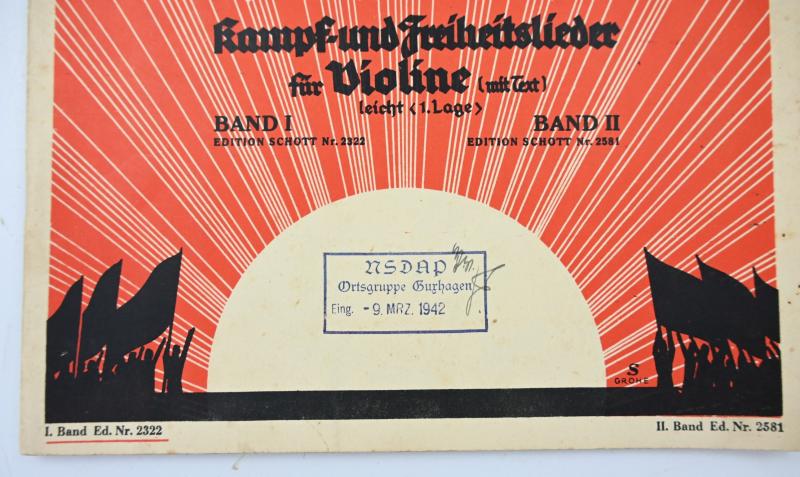 Kampf- und Freiheitslieder
für Violine (mit Text)
leicht <1. Lage>
BAND I
EDITION SCHOTT Nr. 2322
BAND II
EDITION SCHOTT Nr. 2581
NSDAP
Ortsgruppe Guxhagen
Eing. - 9. MRZ. 1942
S
GROHE
I. Band Ed. Nr. 2322
II. Band Ed. Nr. 2581